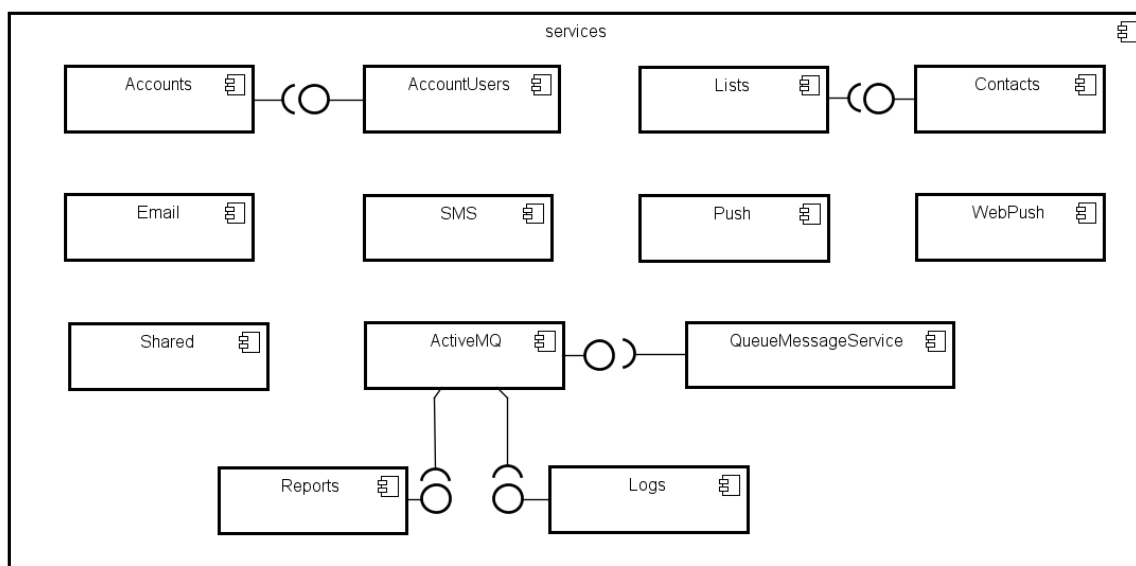 services
Accounts
AccountUsers
Lists
Contacts
Email
SMS
Push
WebPush
Shared
ActiveMQ
QueueMessageService
Reports
Logs